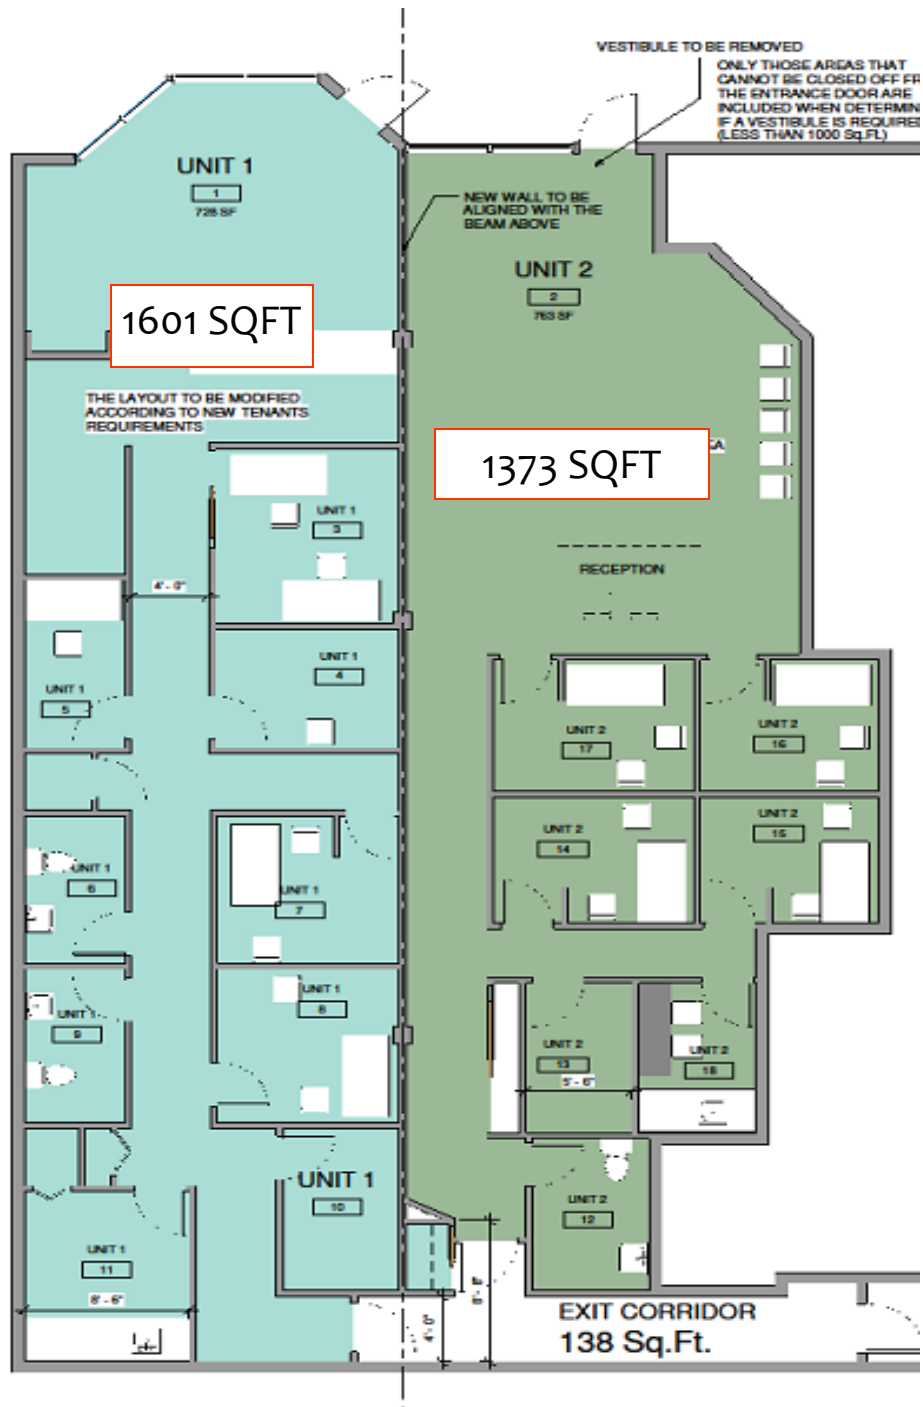 VESTIBULE TO BE REMOVED
ONLY THOSE AREAS THAT
CANNOT BE CLOSED OFF FR
THE ENTRANCE DOOR ARE
INCLUDED WHEN DETERMIN
IF A VESTIBULE IS REQUIRED
(LESS THAN 1000 Sq.Ft.)
UNIT 1
1
728 SF
NEW WALL TO BE
ALIGNED WITH THE
BEAM ABOVE
UNIT 2
2
763 SF
1601 SQFT
THE LAYOUT TO BE MODIFIED
ACCORDING TO NEW TENANTS
REQUIREMENTS
1373 SQFT
UNIT 1
3
RECEPTION
4'- 0"
UNIT 1
4
UNIT 1
5
UNIT 2
17
UNIT 2
16
UNIT 2
14
UNIT 2
15
UNIT 1
6
UNIT 1
7
UNIT 1
8
UNIT 1
9
UNIT 2
13
5'- 6"
UNIT 2
18
UNIT 1
10
UNIT 2
12
UNIT 1
11
8'- 6"
4'- 0"
EXIT CORRIDOR
138 Sq.Ft.